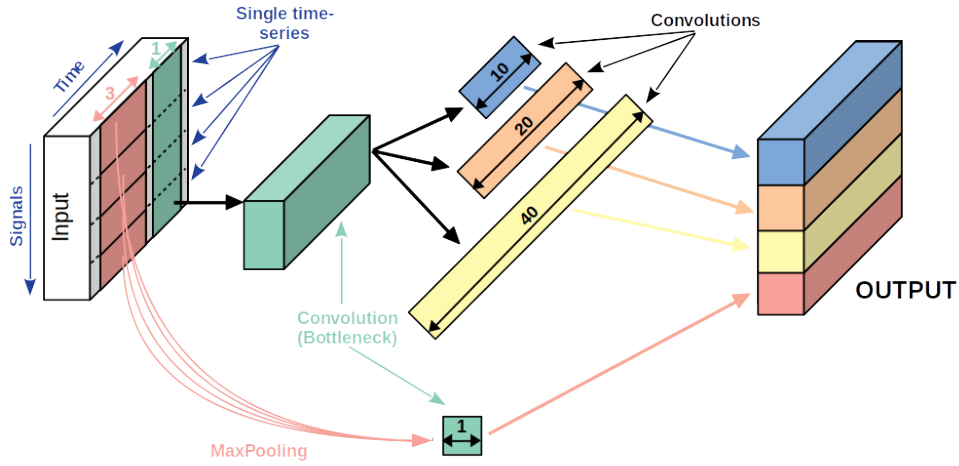 Single time-
series
Convolutions
Time
1
3
10
20
40
Signals
Input
OUTPUT
Convolution
(Bottleneck)
1
MaxPooling